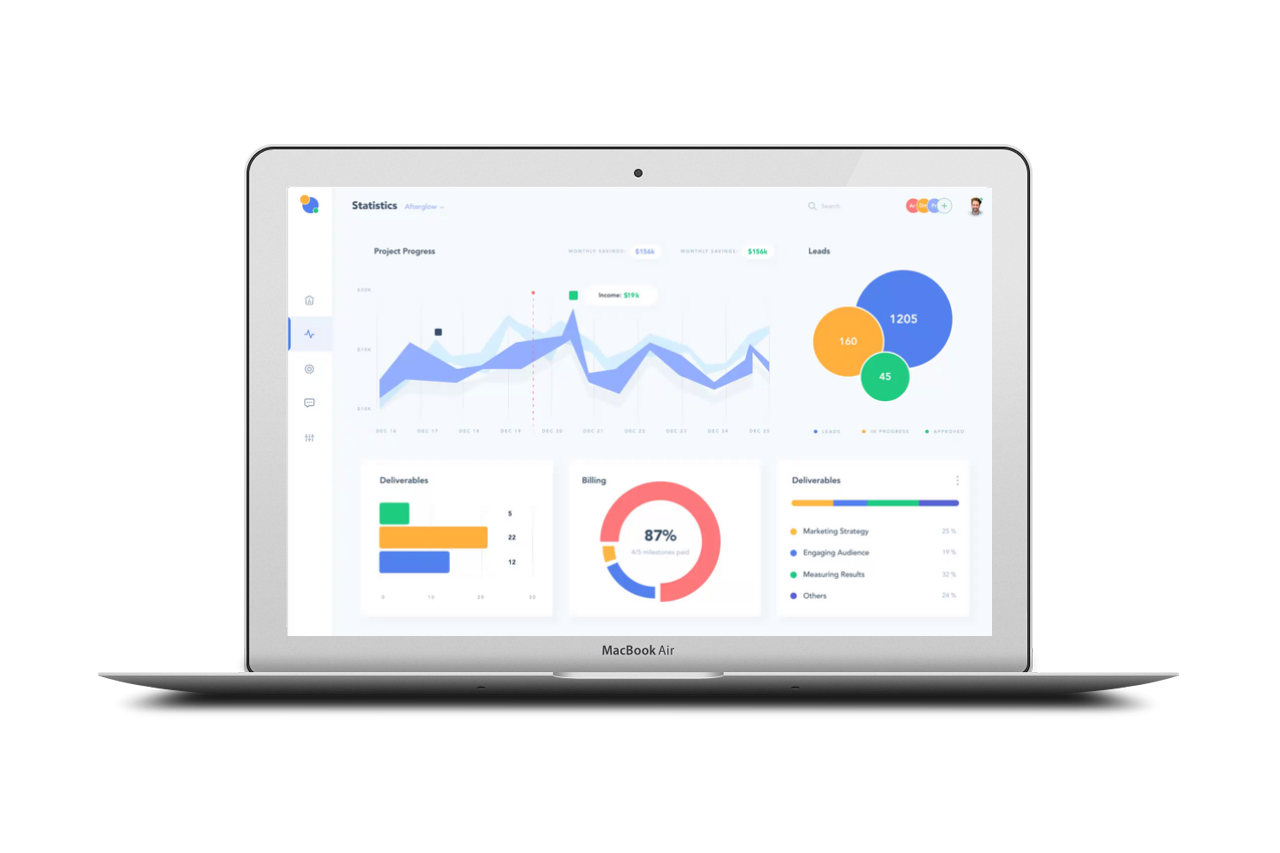 Statistics Afterglow
Search
Project Progress
MONTHLY SAVINGS: $156k
MONTHLY SAVINGS: $156k
Leads
Income: $19k
$15K
$10K
DEC 16 DEC 17 DEC 18 DEC 19 DEC 20 DEC 21 DEC 22 DEC 23 DEC 24 DEC 25
1205
160
45
LEADS IN PROGRESS APPROVED
Deliverables
5
22
12
0 10 20 30
Billing
87%
4/5 milestones paid
Deliverables
Marketing Strategy 25 %
Engaging Audience 19 %
Measuring Results 32 %
Others 24 %
MacBook Air